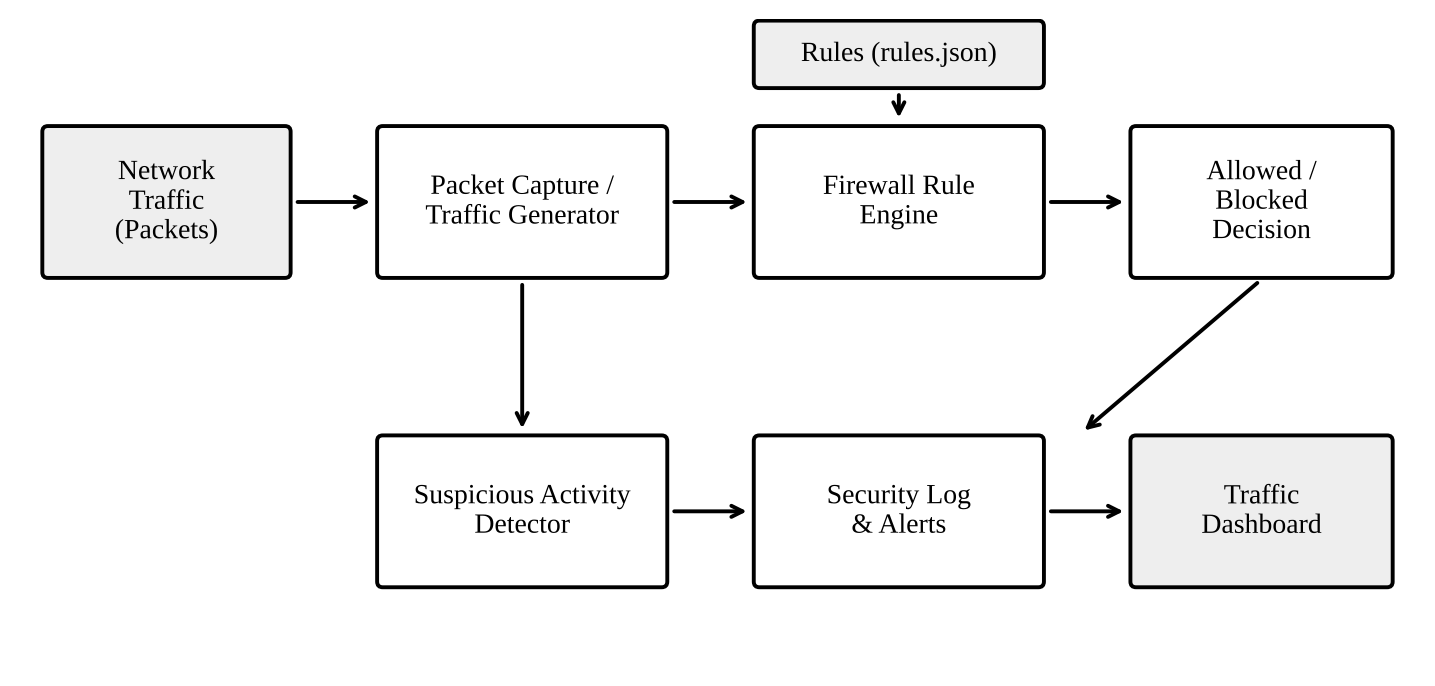 Rules (rules.json)
Network
Traffic
(Packets)
Packet Capture /
Traffic Generator
Firewall Rule
Engine
Allowed /
Blocked
Decision
Suspicious Activity
Detector
Security Log
& Alerts
Traffic
Dashboard